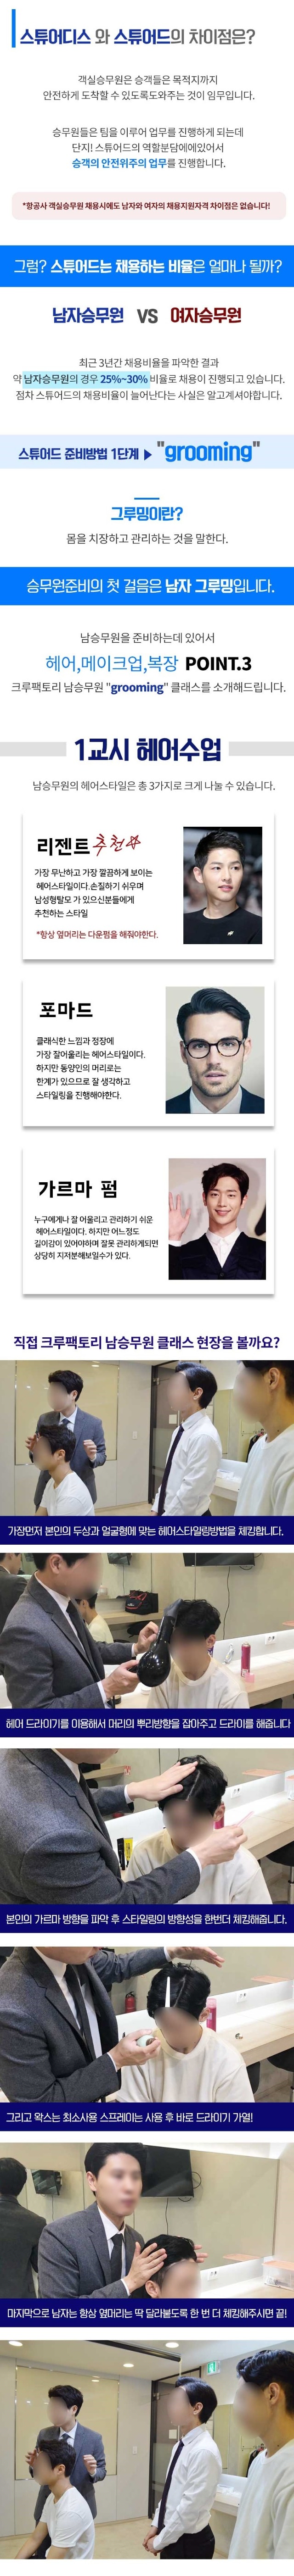 스튜어디스 와 스튜어드의 차이점은?
객실승무원은 승객들은 목적지까지
안전하게 도착할 수 있도록도와주는 것이 임무입니다.
승무원들은 팀을 이루어 업무를 진행하게 되는데
단지! 스튜어드의 역할분담에에있어서
승객의 안전위주의 업무를 진행합니다.
*항공사 객실승무원 채용시에도 남자와 여자의 채용지원자격 차이점은 없습니다!
그럼? 스튜어드는 채용하는 비율은 얼마나 될까?
남자승무원 VS 여자승무원
최근 3년간 채용비율을 파악한 결과
약 남자승무원의 경우 25%~30% 비율로 채용이 진행되고 있습니다.
점차 스튜어드의 채용비율이 늘어난다는 사실은 알고계셔야합니다.
스튜어드 준비방법 1단계 ▶ "grooming"
그루밍이란?
몸을 치장하고 관리하는 것을 말한다.
승무원준비의 첫 걸음은 남자 그루밍입니다.
남승무원을 준비하는데 있어서
헤어,메이크업,복장 POINT.3
크루팩토리 남승무원 "grooming" 클래스를 소개해드립니다.
1교시 헤어수업
남승무원의 헤어스타일은 총 3가지로 크게 나눌 수 있습니다.
리젠트 추천☆
가장 무난하고 가장 깔끔하게 보이는
헤어스타일이다.손질하기 쉬우며
남성형탈모 가 있으신분들에게
추천하는 스타일
*항상 옆머리는 다운펌을 해줘야한다.
포마드
클래식한 느낌과 정장에
가장 잘어울리는 헤어스타일이다.
하지만 동양인의 머리로는
한계가 있으므로 잘 생각하고
스타일링을 진행해야한다.
가르마 펌
누구에게나 잘 어울리고 관리하기 쉬운
헤어스타일이다. 하지만 어느정도
길이감이 있어야하며 잘못 관리하게되면
상당히 지저분해보일수가 있다.
직접 크루팩토리 남승무원 클래스 현장을 볼까요?
가장먼저 본인의 두상과 얼굴형에 맞는 헤어스타일링방법을 체킹합니다.
헤어 드라이기를 이용해서 머리의 뿌리방향을 잡아주고 드라이를 해줍니다
본인의 가르마 방향을 파악 후 스타일링의 방향성을 한번더 체킹해줍니다.
그리고 왁스는 최소사용 스프레이는 사용 후 바로 드라이기 가열!
마지막으로 남자는 항상 옆머리는 딱 달라붙도록 한 번 더 체킹해주시면 끝!